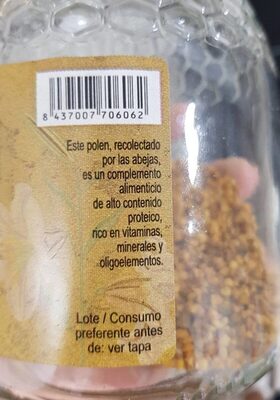 8 437007 706062
Este polen, recolectado
por las abejas,
es un complemento
alimenticio
de alto contenido
proteico,
rico en vitaminas,
minerales y
oligoelementos.
Lote / Consumo
preferente antes
de: ver tapa